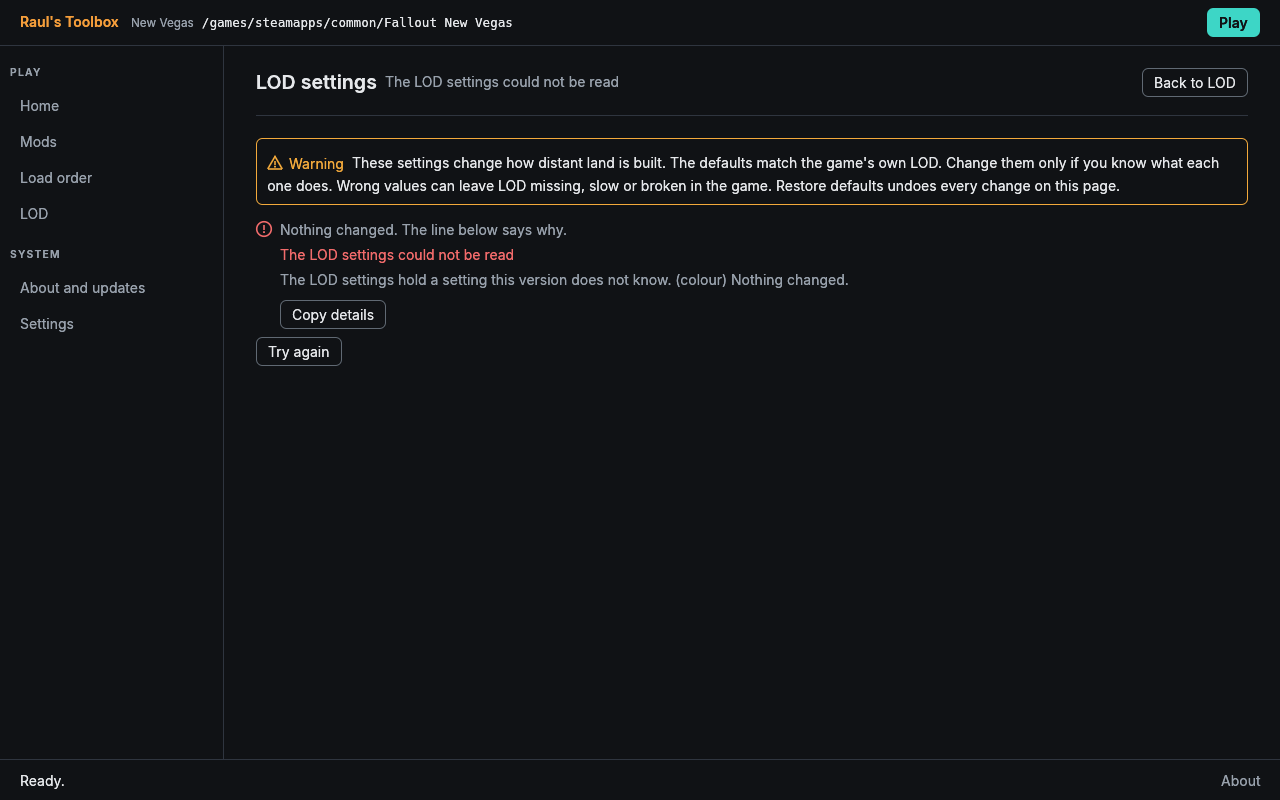 Raul's Toolbox New Vegas /games/steamapps/common/Fallout New Vegas Play
PLAY
Home
Mods
Load order
LOD
SYSTEM
About and updates
Settings
LOD settings The LOD settings could not be read Back to LOD
Warning These settings change how distant land is built. The defaults match the game's own LOD. Change them only if you know what each
one does. Wrong values can leave LOD missing, slow or broken in the game. Restore defaults undoes every change on this page.
Nothing changed. The line below says why.
The LOD settings could not be read
The LOD settings hold a setting this version does not know. (colour) Nothing changed.
Copy details
Try again
Ready. About